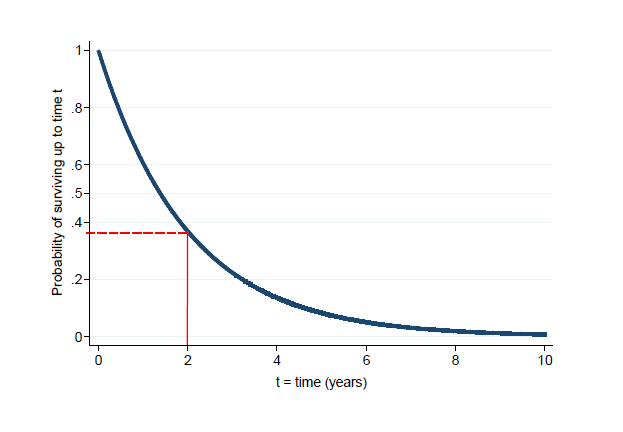 Probability of surviving up to time t
1
.8
.6
.5
.4
.2
0
0 2 4 6 8 10
t = time (years)